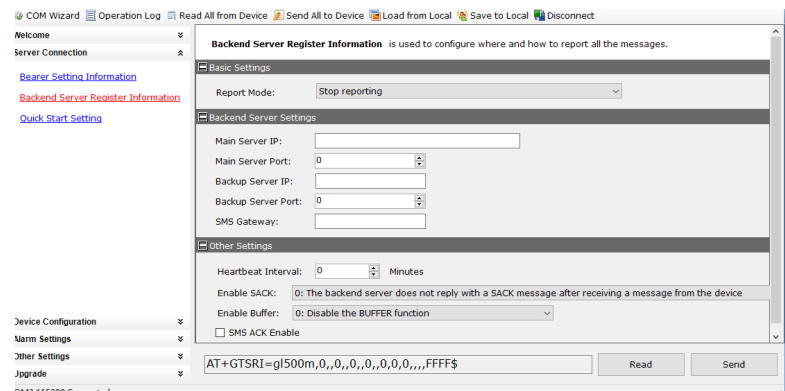 COM Wizard Operation Log Read All from Device Send All to Device Load from Local Save to Local Disconnect
Welcome
Server Connection
Bearer Setting Information
Backend Server Register Information
Quick Start Setting
Device Configuration
Alarm Settings
Other Settings
Upgrade
Backend Server Register Information is used to configure where and how to report all the messages.
Basic Settings
Report Mode: Stop reporting
Backend Server Settings
Main Server IP:
Main Server Port: 0
Backup Server IP:
Backup Server Port: 0
SMS Gateway:
Other Settings
Heartbeat Interval: 0 Minutes
Enable SACK: 0: The backend server does not reply with a SACK message after receiving a message from the device
Enable Buffer: 0: Disable the BUFFER function
SMS ACK Enable
AT+GTSRI=gl500m,0,,0,,0,,0,,0,0,0,,,,FFFF$ Read Send